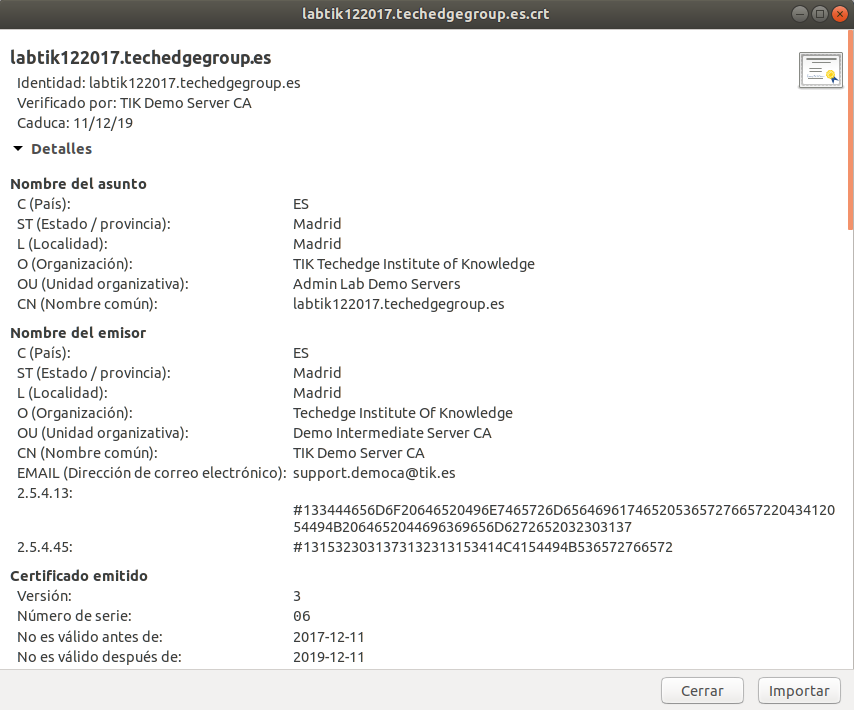 labtik122017.techedgegroup.es.crt
labtik122017.techedgegroup.es
Identidad: labtik122017.techedgegroup.es
Verificado por: TIK Demo Server CA
Caduca: 11/12/19
Detalles
Nombre del asunto
C (País): ES
ST (Estado / provincia): Madrid
L (Localidad): Madrid
O (Organización): TIK Techedge Institute of Knowledge
OU (Unidad organizativa): Admin Lab Demo Servers
CN (Nombre común): labtik122017.techedgegroup.es
Nombre del emisor
C (País): ES
ST (Estado / provincia): Madrid
L (Localidad): Madrid
O (Organización): Techedge Institute Of Knowledge
OU (Unidad organizativa): Demo Intermediate Server CA
CN (Nombre común): TIK Demo Server CA
EMAIL (Dirección de correo electrónico): support.democa@tik.es
2.5.4.13:
#133444656D6F20646520496E7465726D65646961746520536572766572204341​20
54494B2064652044696369656D6272652032303137
2.5.4.45: #1315323031373132313153414C4154494B536572766572
Certificado emitido
Versión: 3
Número de serie: 06
No es válido antes de: 2017-12-11
No es válido después de: 2019-12-11
Cerrar Importar